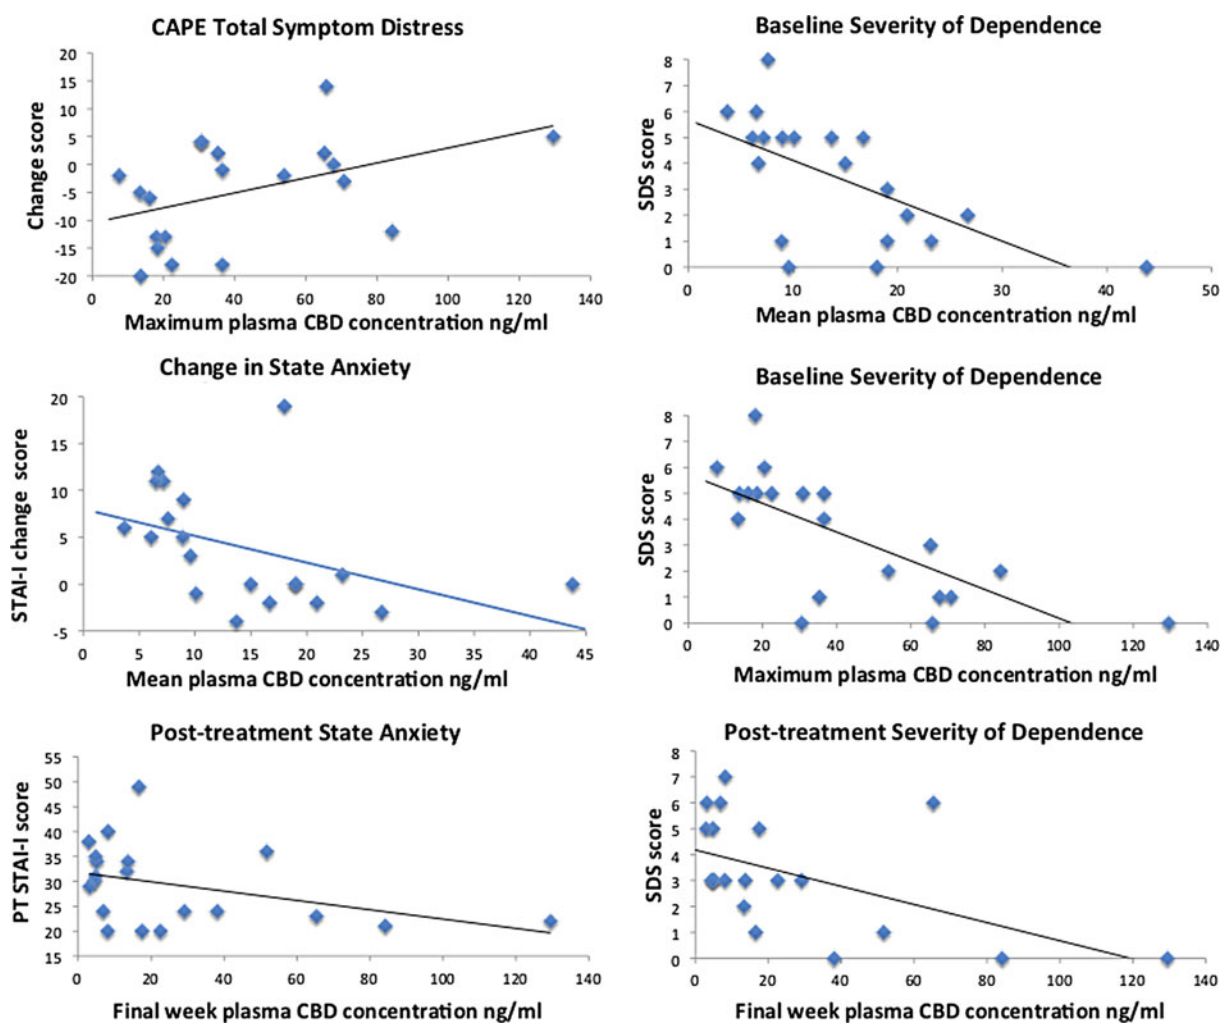 CAPE Total Symptom Distress
Change score
20
15
10
5
0
-5
-10
-15
-20
0 20 40 60 80 100 120 140
Maximum plasma CBD concentration ng/ml
Baseline Severity of Dependence
SDS score
8
7
6
5
4
3
2
1
0
0 10 20 30 40 50
Mean plasma CBD concentration ng/ml
Change in State Anxiety
STAI-I change score
20
15
10
5
0
-5
0 5 10 15 20 25 30 35 40 45
Mean plasma CBD concentration ng/ml
Baseline Severity of Dependence
SDS score
8
7
6
5
4
3
2
1
0
0 20 40 60 80 100 120 140
Maximum plasma CBD concentration ng/ml
Post-treatment State Anxiety
PT STAI-I score
55
50
45
40
35
30
25
20
15
0 20 40 60 80 100 120 140
Final week plasma CBD concentration ng/ml
Post-treatment Severity of Dependence
SDS score
8
7
6
5
4
3
2
1
0
0 20 40 60 80 100 120 140
Final week plasma CBD concentration ng/ml